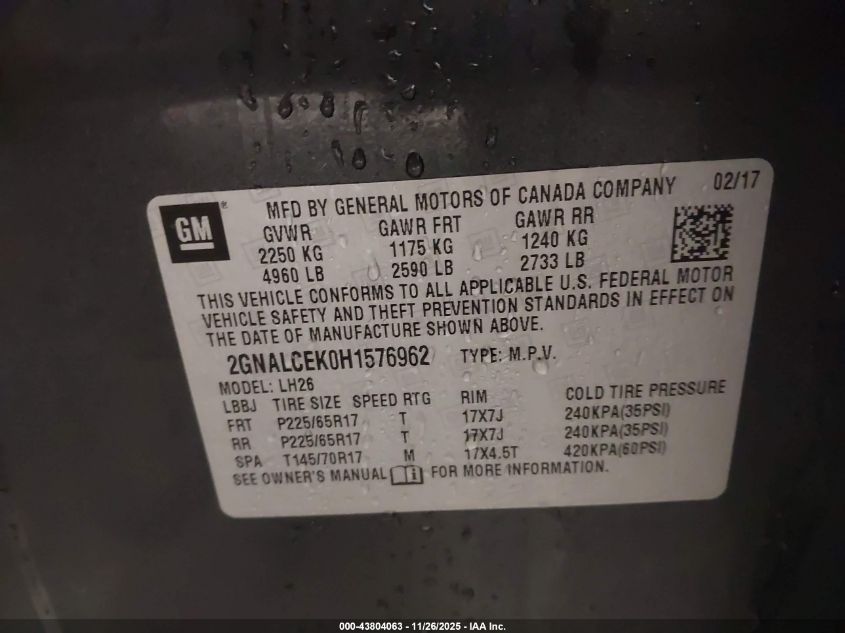 02/17
GM ®
MFD BY GENERAL MOTORS OF CANADA COMPANY
GVWR GAWR FRT GAWR RR
2250 KG 1175 KG 1240 KG
4960 LB 2590 LB 2733 LB
THIS VEHICLE CONFORMS TO ALL APPLICABLE U.S. FEDERAL MOTOR
VEHICLE SAFETY AND THEFT PREVENTION STANDARDS IN EFFECT ON
THE DATE OF MANUFACTURE SHOWN ABOVE.
2GNALCEK0H1576962 TYPE: M.P.V.
MODEL: LH26
LBBJ TIRE SIZE SPEED RTG RIM COLD TIRE PRESSURE
FRT P225/65R17 T 17X7J 240KPA(35PSI)
RR P225/65R17 T 17X7J 240KPA(35PSI)
SPA T145/70R17 M 17X4.5T 420KPA(60PSI)
SEE OWNER'S MANUAL FOR MORE INFORMATION.
000-43804063 - 11/26/2025 - IAA Inc.